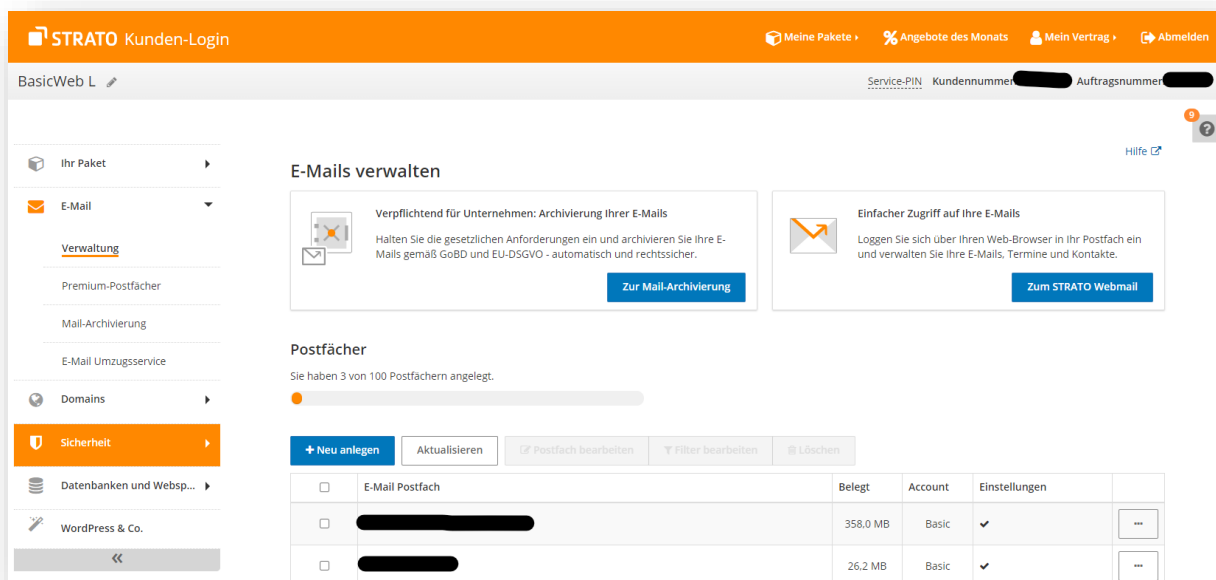 STRATO Kunden-Login
Meine Pakete
Angebote des Monats
Mein Vertrag
Abmelden
BasicWeb L
Service-PIN Kundennummer Auftragsnummer
9
?
Hilfe
Ihr Paket
E-Mail
Verwaltung
Premium-Postfächer
Mail-Archivierung
E-Mail Umzugsservice
Domains
Sicherheit
Datenbanken und Websp...
WordPress & Co.
«
E-Mails verwalten
Verpflichtend für Unternehmen: Archivierung Ihrer E-Mails
Halten Sie die gesetzlichen Anforderungen ein und archivieren Sie Ihre E-
Mails gemäß GoBD und EU-DSGVO - automatisch und rechtssicher.
Zur Mail-Archivierung
Einfacher Zugriff auf Ihre E-Mails
Loggen Sie sich über Ihren Web-Browser in Ihr Postfach ein
und verwalten Sie Ihre E-Mails, Termine und Kontakte.
Zum STRATO Webmail
Postfächer
Sie haben 3 von 100 Postfächern angelegt.
+ Neu anlegen
Aktualisieren
Postfach bearbeiten
Filter bearbeiten
Löschen
E-Mail Postfach Belegt Account Einstellungen
358,0 MB Basic ✔ ...
26,2 MB Basic ✔ ...